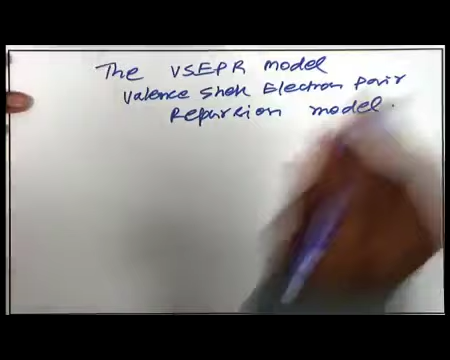 The VSEPR model
Valence Shell Electron Pair
Repulsion model.